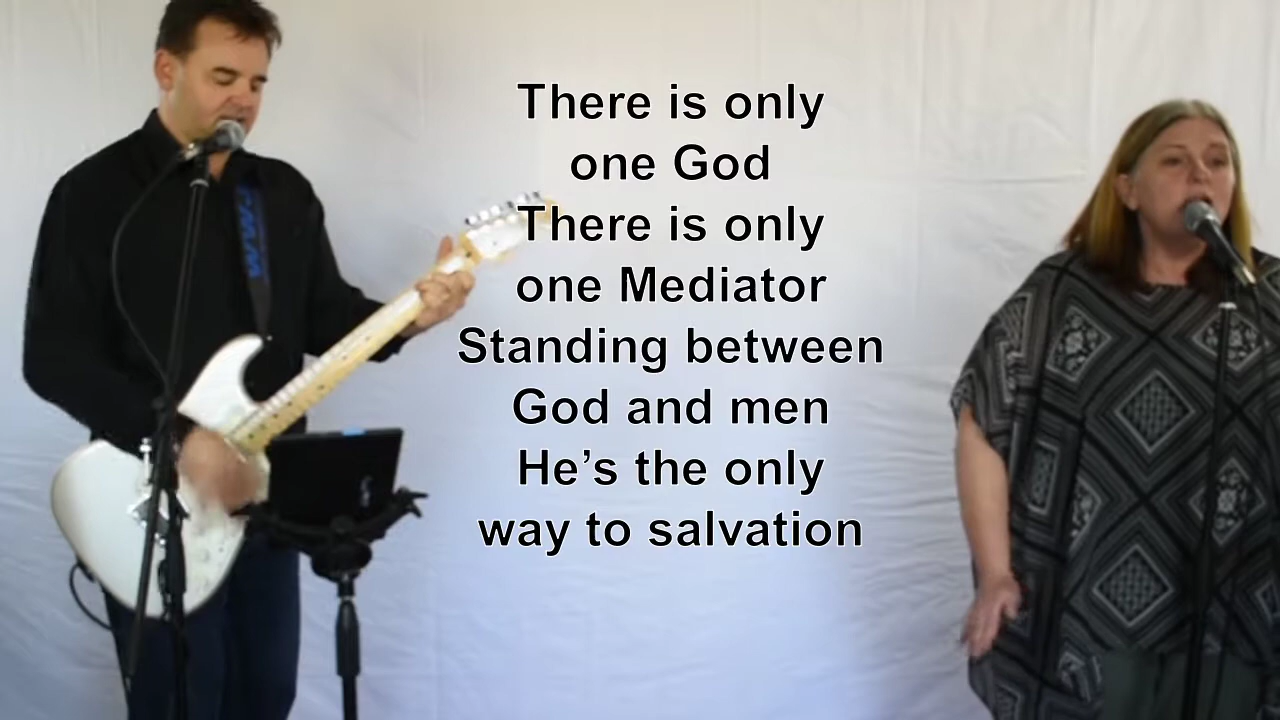 There is only
one God
There is only
one Mediator
Standing between
God and men
He’s the only
way to salvation